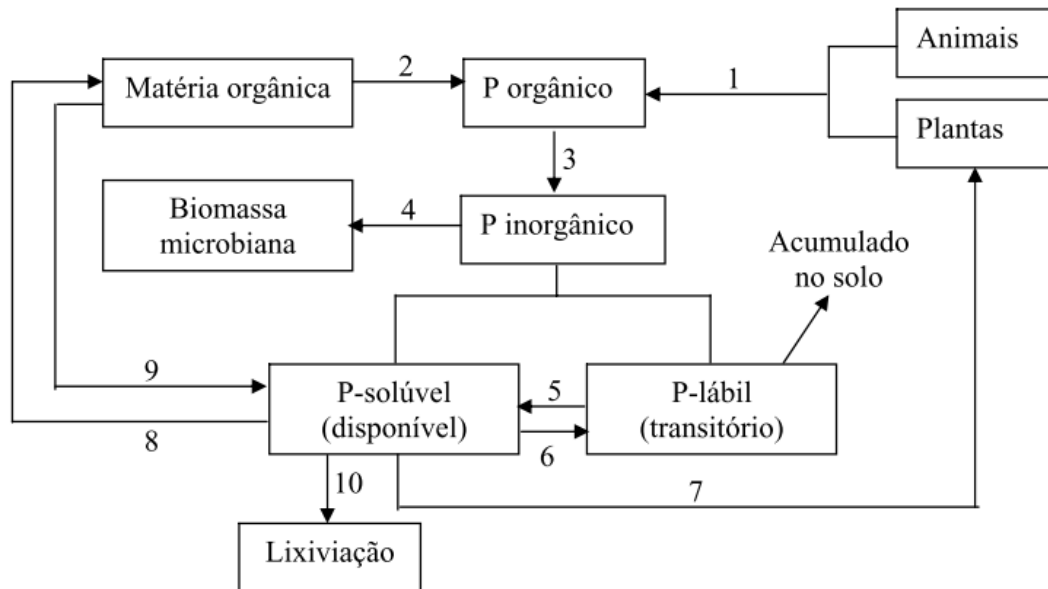 Animais
Matéria orgânica
2
P orgânico
1
Plantas
3
Biomassa
microbiana
4
P inorgânico
Acumulado
no solo
9
P-solúvel
(disponível)
5
6
P-lábil
(transitório)
8
10
7
Lixiviação